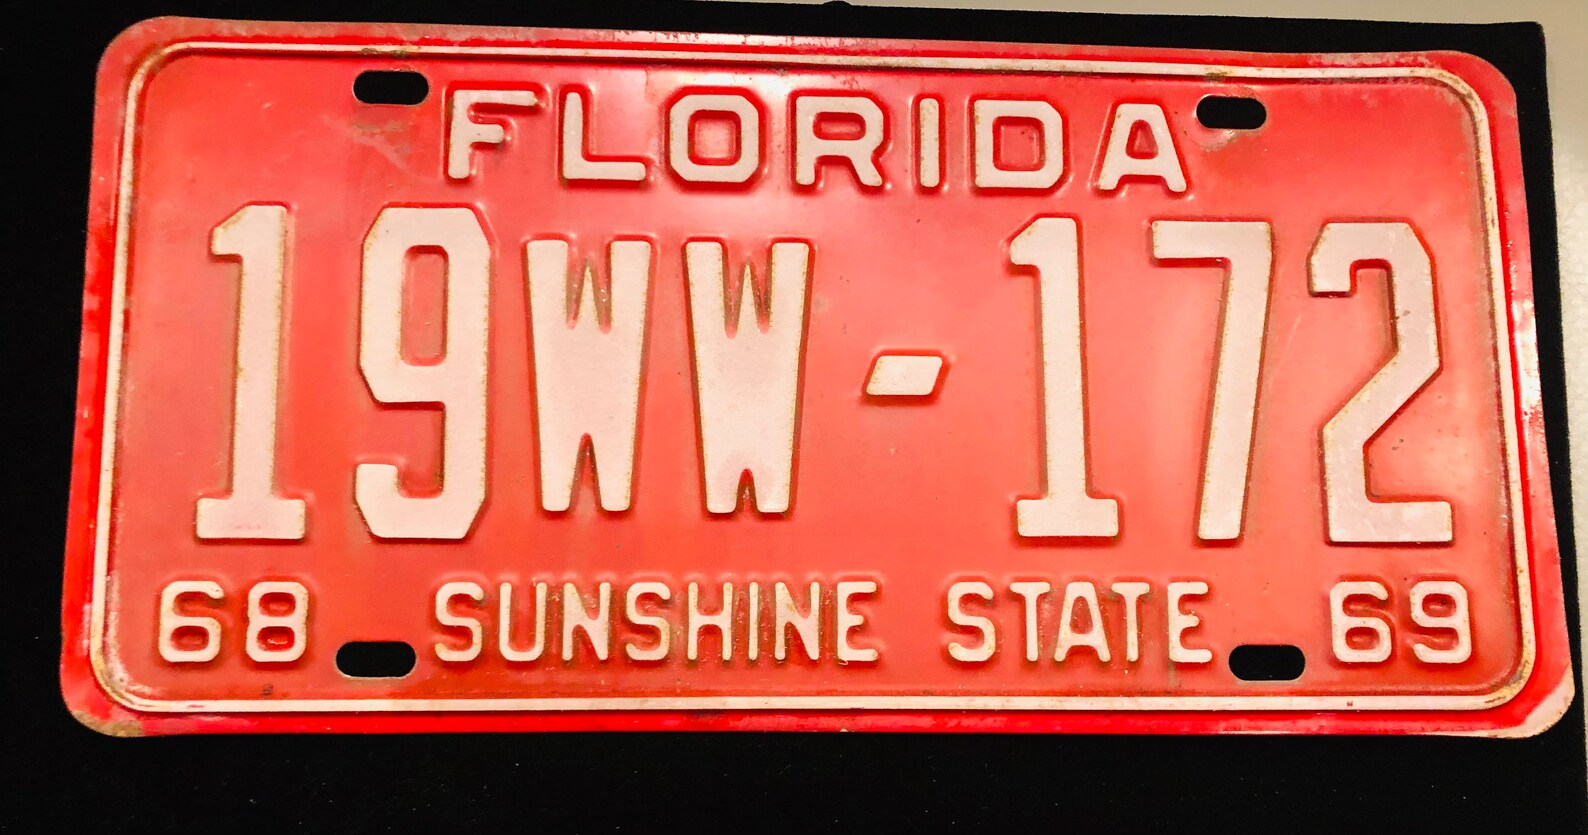 FLORIDA
19WW-172
68 SUNSHINE STATE 69